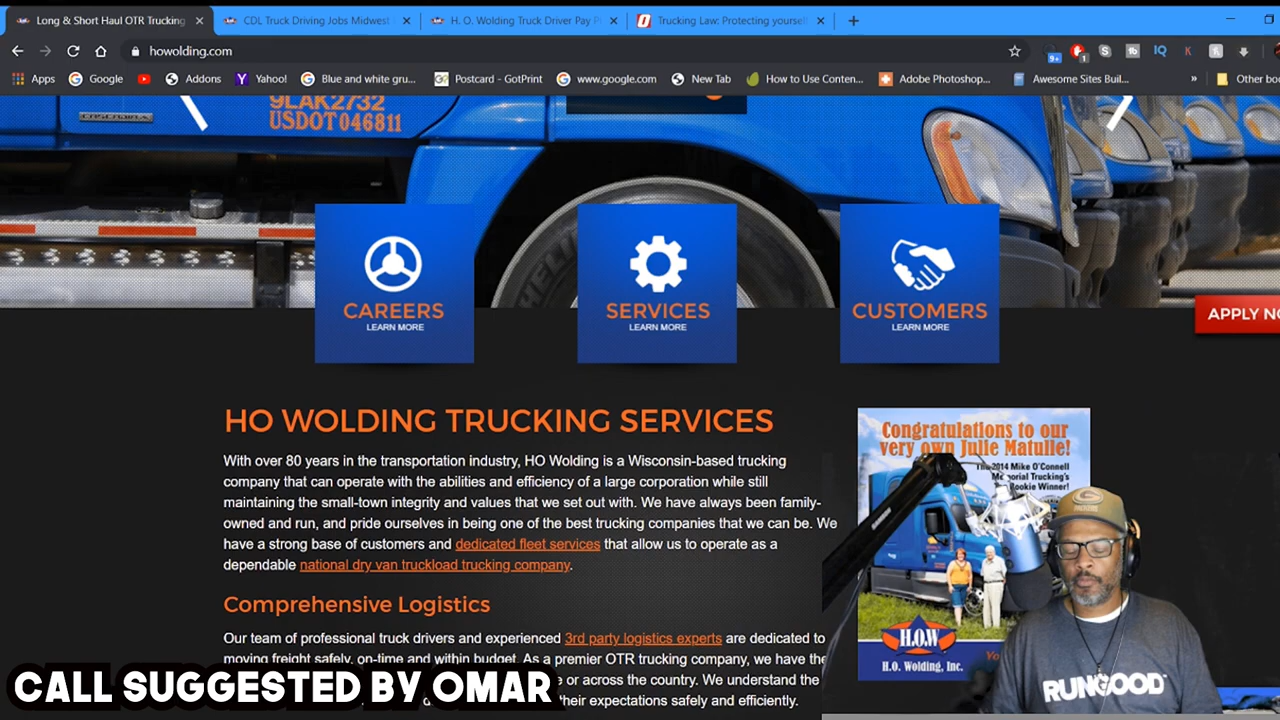 Long & Short Haul OTR Trucking
CDL Truck Driving Jobs Midwest
H. O. Wolding Truck Driver Pay P
Trucking Law: Protecting yourself
howolding.com
9+
1
IQ
K
Apps
Google
Addons
Yahoo!
Blue and white gru...
Postcard - GotPrint
www.google.com
New Tab
How to Use Conten...
Adobe Photoshop...
Awesome Sites Buil...
»
Other bo
9LAK2732
USDOT 046811
CAREERS
LEARN MORE
SERVICES
LEARN MORE
CUSTOMERS
LEARN MORE
APPLY NO
HO WOLDING TRUCKING SERVICES
With over 80 years in the transportation industry, HO Wolding is a Wisconsin-based trucking
company that can operate with the abilities and efficiency of a large corporation while still
maintaining the small-town integrity and values that we set out with. We have always been family-
owned and run, and pride ourselves in being one of the best trucking companies that we can be. We
have a strong base of customers and dedicated fleet services that allow us to operate as a
dependable national dry van truckload trucking company.
Comprehensive Logistics
Our team of professional truck drivers and experienced 3rd party logistics experts are dedicated to
moving freight safely, on-time and within budget. As a premier OTR trucking company, we have the
e or across the country. We understand the
their expectations safely and efficiently.
Congratulations to our
very own Julie Matulle!
The 2014 Mike O'Connell
Memorial Trucking's
Rookie Winner!
H.O.W
H.O. Wolding, Inc.
Yo
PACKERS
RUNGOOD
CALL SUGGESTED BY OMAR